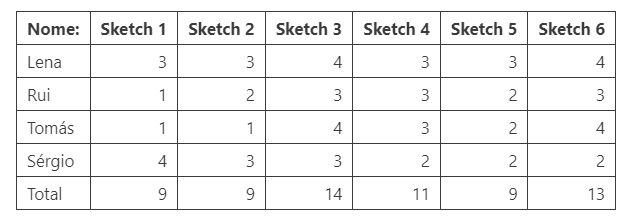 Nome: Sketch 1 Sketch 2 Sketch 3 Sketch 4 Sketch 5 Sketch 6
Lena 3 3 4 3 3 4
Rui 1 2 3 3 2 3
Tomás 1 1 4 3 2 4
Sérgio 4 3 3 2 2 2
Total 9 9 14 11 9 13